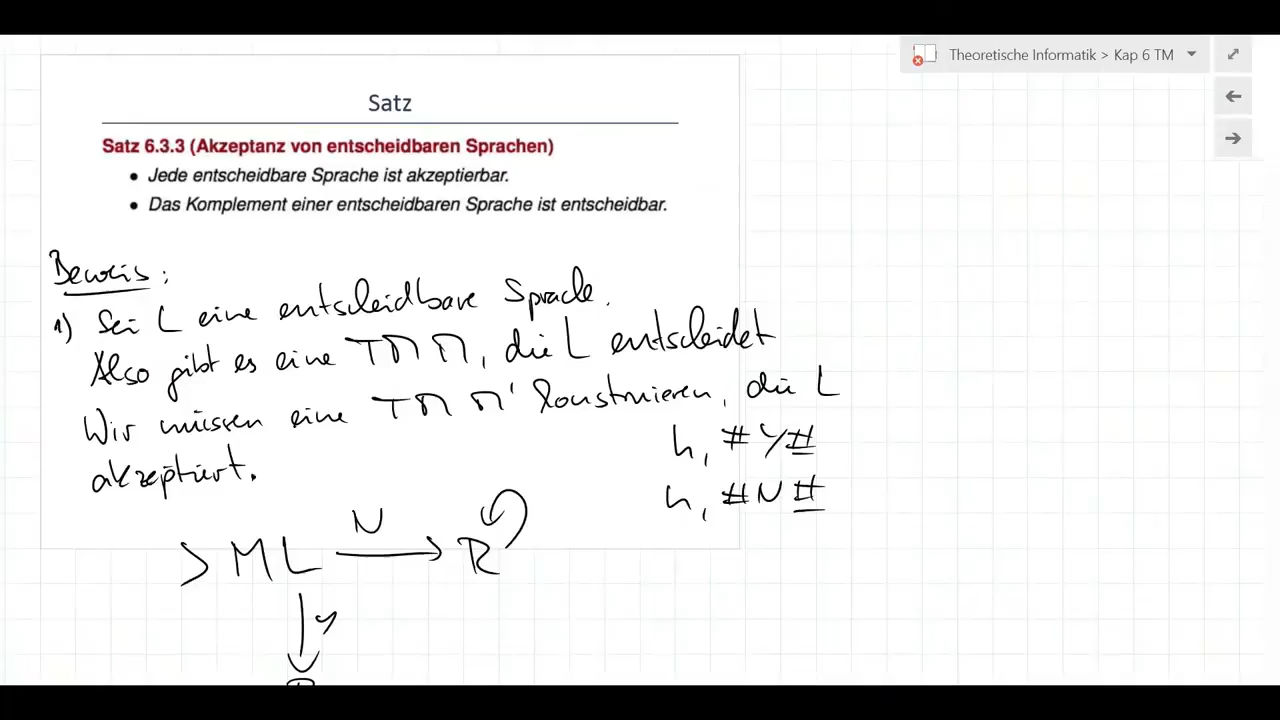 Theoretische Informatik > Kap 6 TM
Satz
Satz 6.3.3 (Akzeptanz von entscheidbaren Sprachen)
• Jede entscheidbare Sprache ist akzeptierbar.
• Das Komplement einer entscheidbaren Sprache ist entscheidbar.
Beweis:
1) Sei L eine entscheidbare Sprache.
Also gibt es eine TM M, die L entscheidet
Wir müssen eine TM M' konstruieren, die L
akzeptiert.
h, #Y#
h, #N#
N
> ML → R
Y